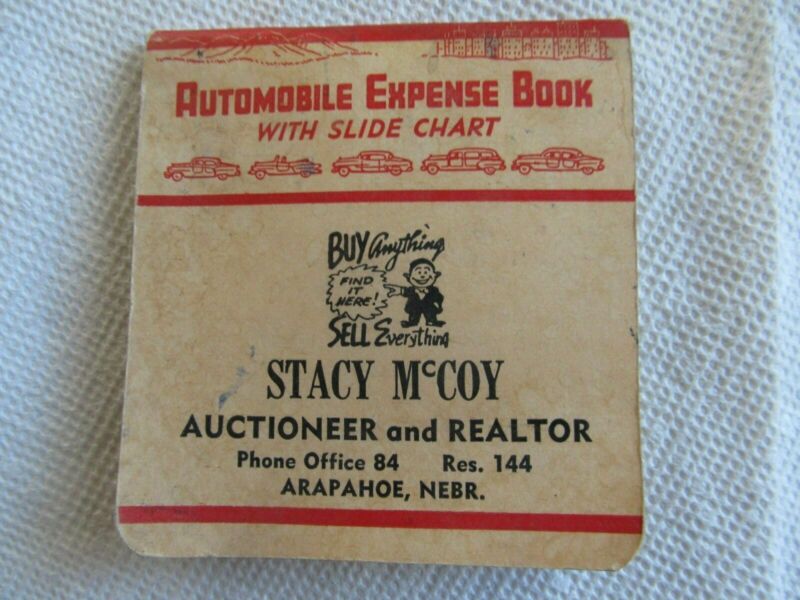 AUTOMOBILE EXPENSE BOOK
WITH SLIDE CHART
BUY Anything
FIND
IT
HERE!
SELL Everything
STACY McCOY
AUCTIONEER and REALTOR
Phone Office 84 Res. 144
ARAPAHOE, NEBR.